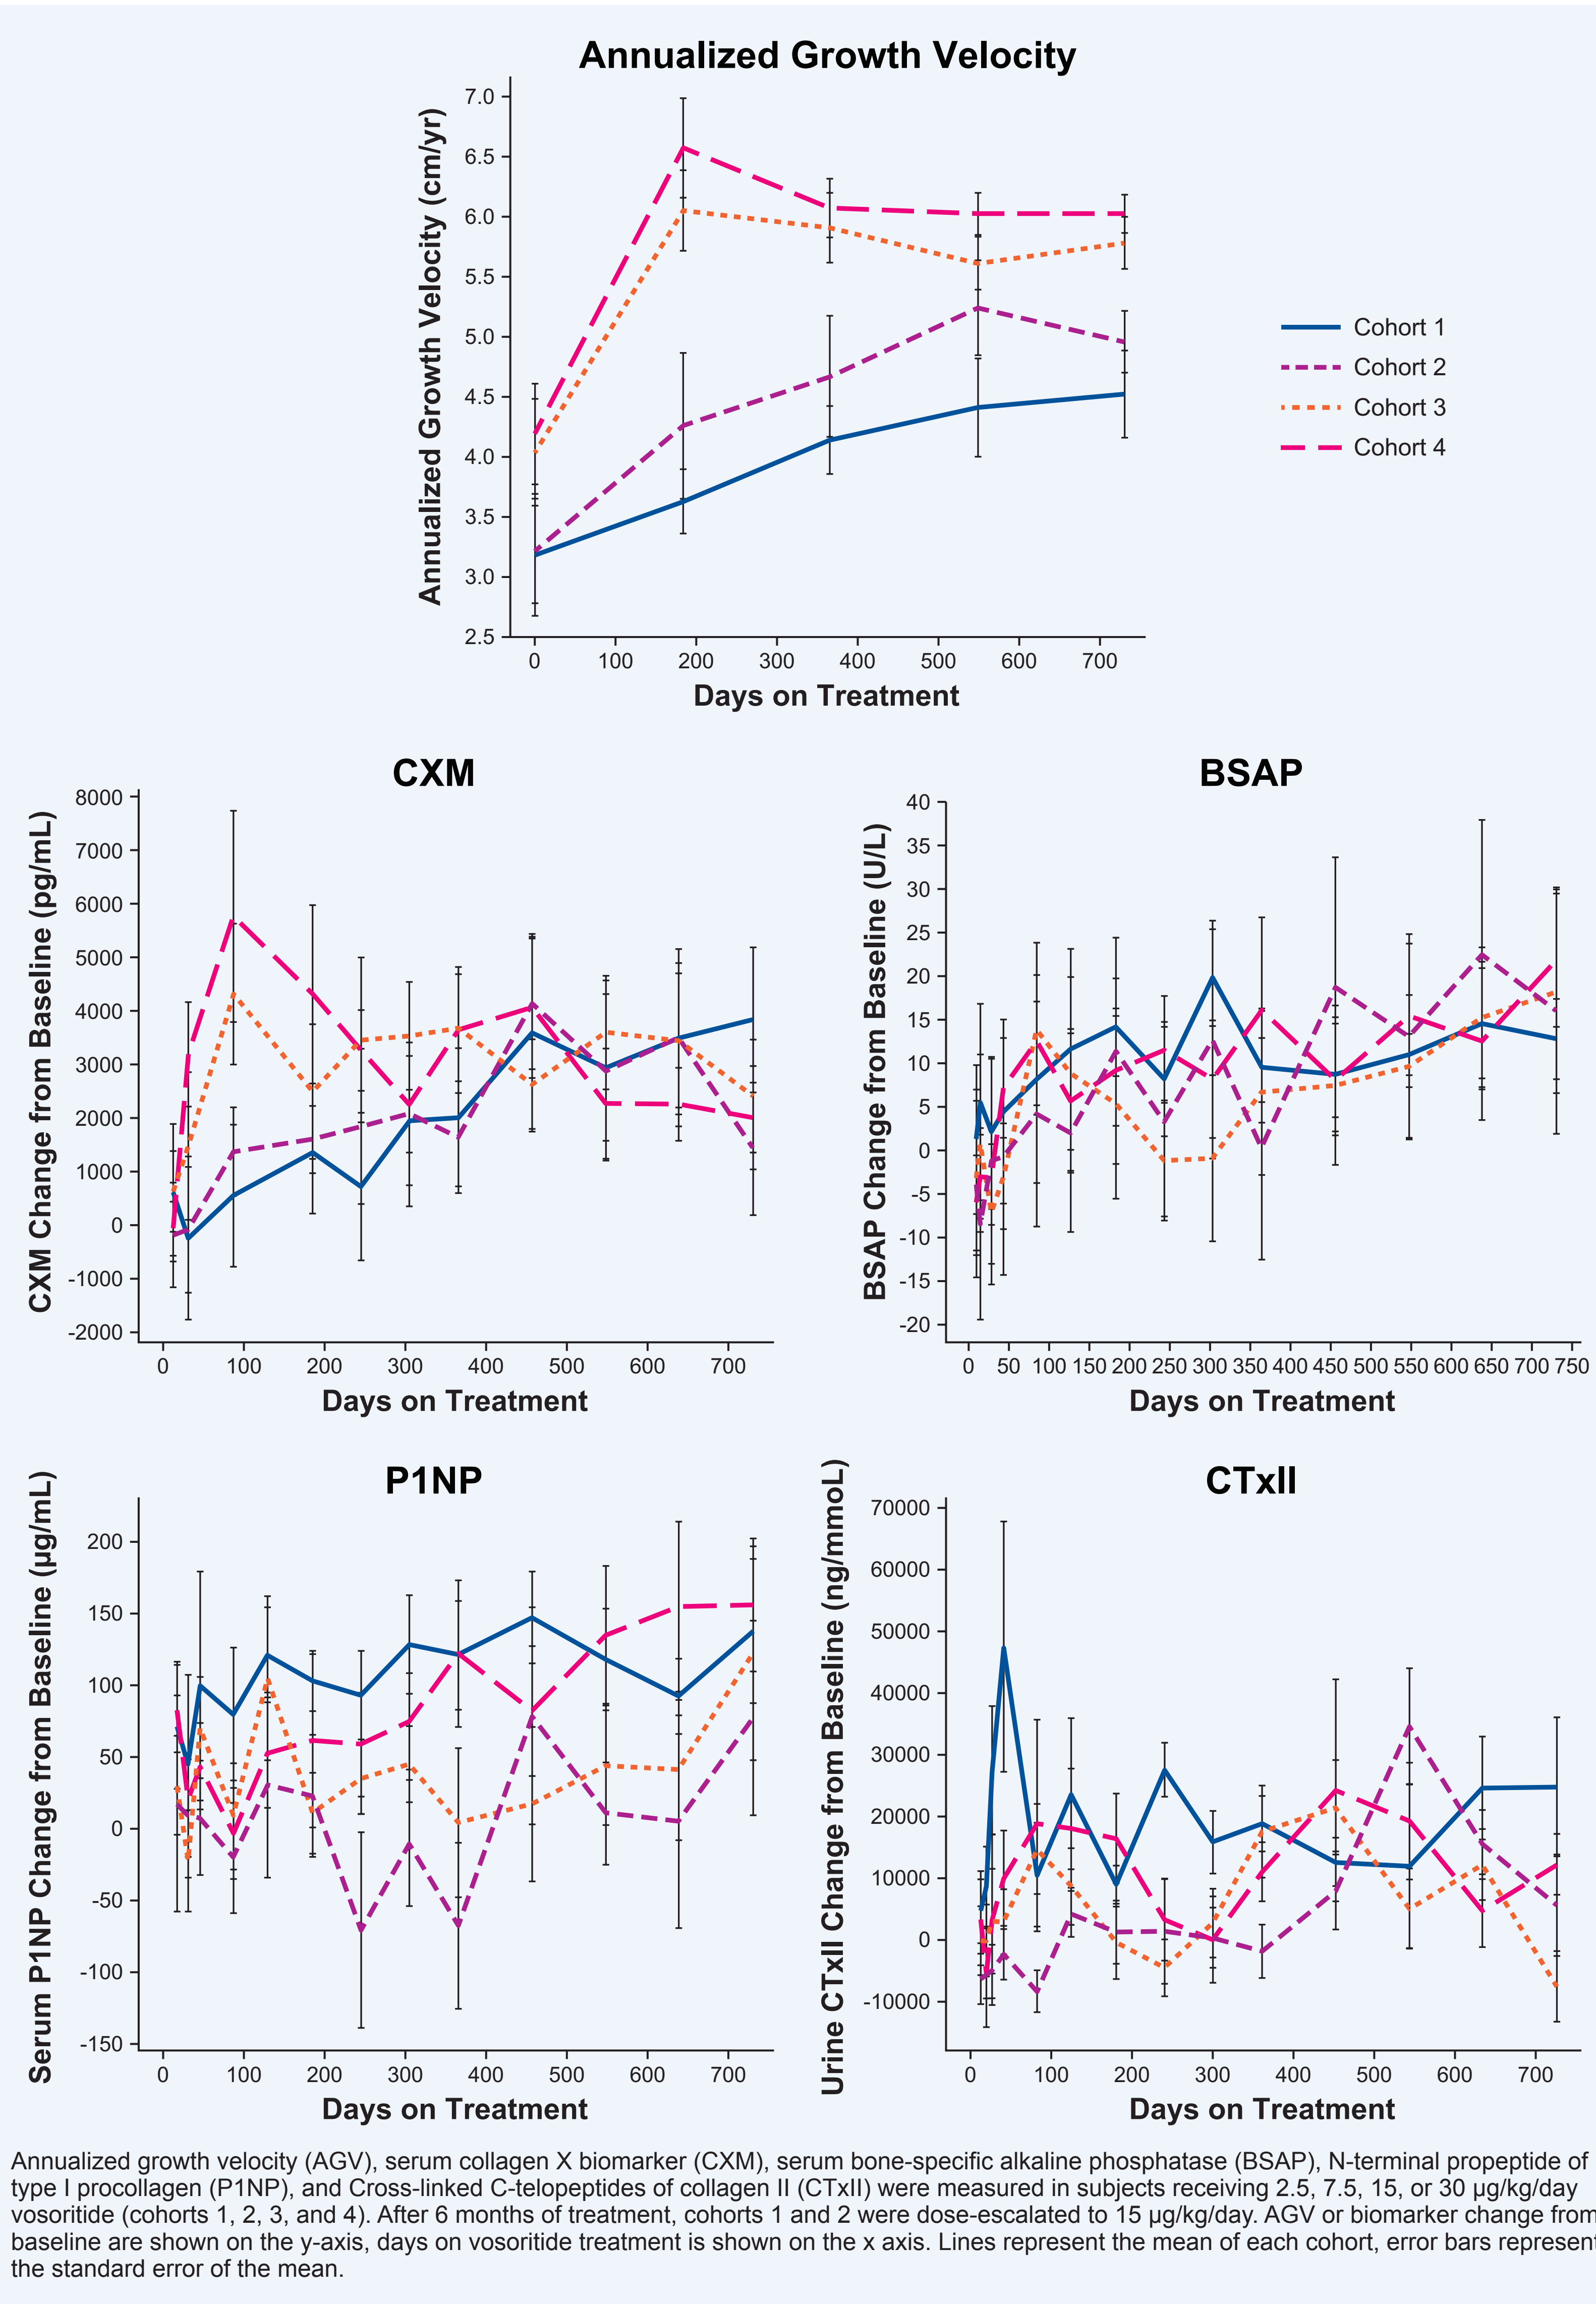 Annualized Growth Velocity
Annualized Growth Velocity (cm/yr)
7.0
6.5
6.0
5.5
5.0
4.5
4.0
3.5
3.0
2.5
0 100 200 300 400 500 600 700
Days on Treatment
Cohort 1
Cohort 2
Cohort 3
Cohort 4
CXM
CXM Change from Baseline (pg/mL)
8000
7000
6000
5000
4000
3000
2000
1000
0
-1000
-2000
0 100 200 300 400 500 600 700
Days on Treatment
BSAP
BSAP Change from Baseline (U/L)
40
35
30
25
20
15
10
5
0
-5
-10
-15
-20
0 50 100 150 200 250 300 350 400 450 500 550 600 650 700 750
Days on Treatment
P1NP
Serum P1NP Change from Baseline (µg/mL)
200
150
100
50
0
-50
-100
-150
0 100 200 300 400 500 600 700
Days on Treatment
CTxII
Urine CTxII Change from Baseline (ng/mmoL)
70000
60000
50000
40000
30000
20000
10000
0
-10000
0 100 200 300 400 500 600 700
Days on Treatment
Annualized growth velocity (AGV), serum collagen X biomarker (CXM), serum bone-specific alkaline phosphatase (BSAP), N-terminal propeptide of
type I procollagen (P1NP), and Cross-linked C-telopeptides of collagen II (CTxII) were measured in subjects receiving 2.5, 7.5, 15, or 30 µg/kg/day
vosoritide (cohorts 1, 2, 3, and 4). After 6 months of treatment, cohorts 1 and 2 were dose-escalated to 15 µg/kg/day. AGV or biomarker change from
baseline are shown on the y-axis, days on vosoritide treatment is shown on the x axis. Lines represent the mean of each cohort, error bars represent
the standard error of the mean.